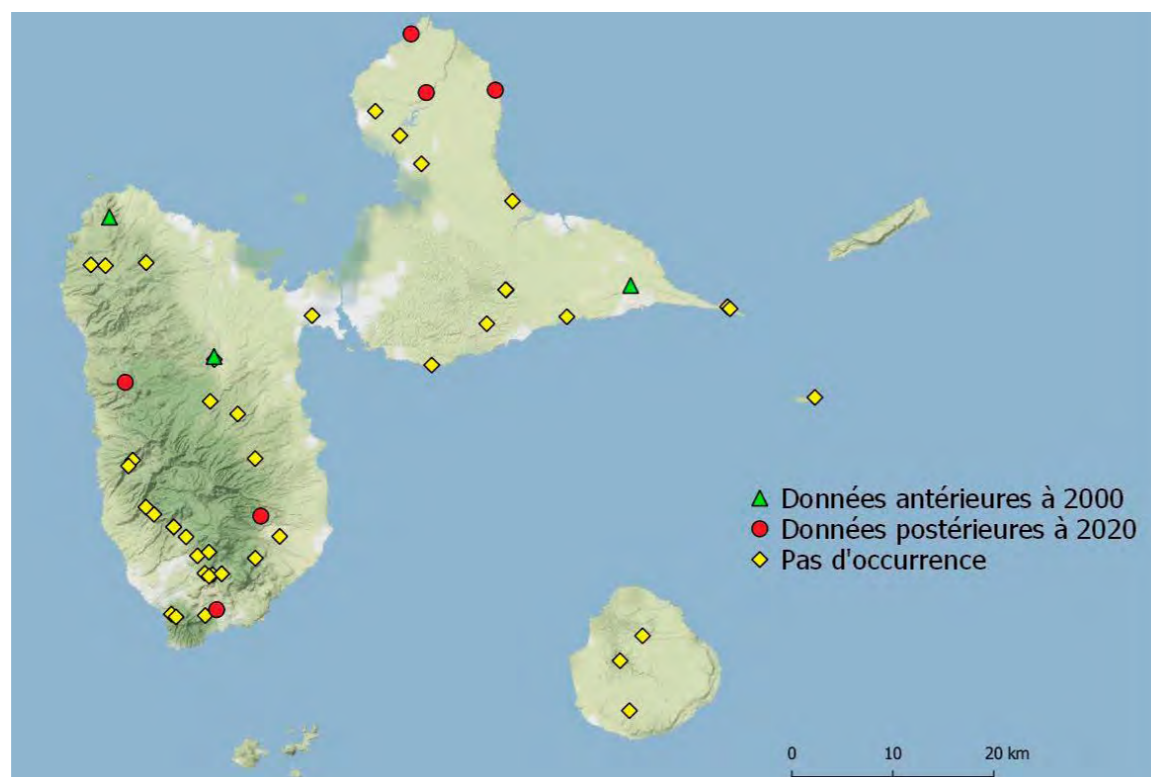 Données antérieures à 2000
Données postérieures à 2020
Pas d'occurrence
0 10 20 km